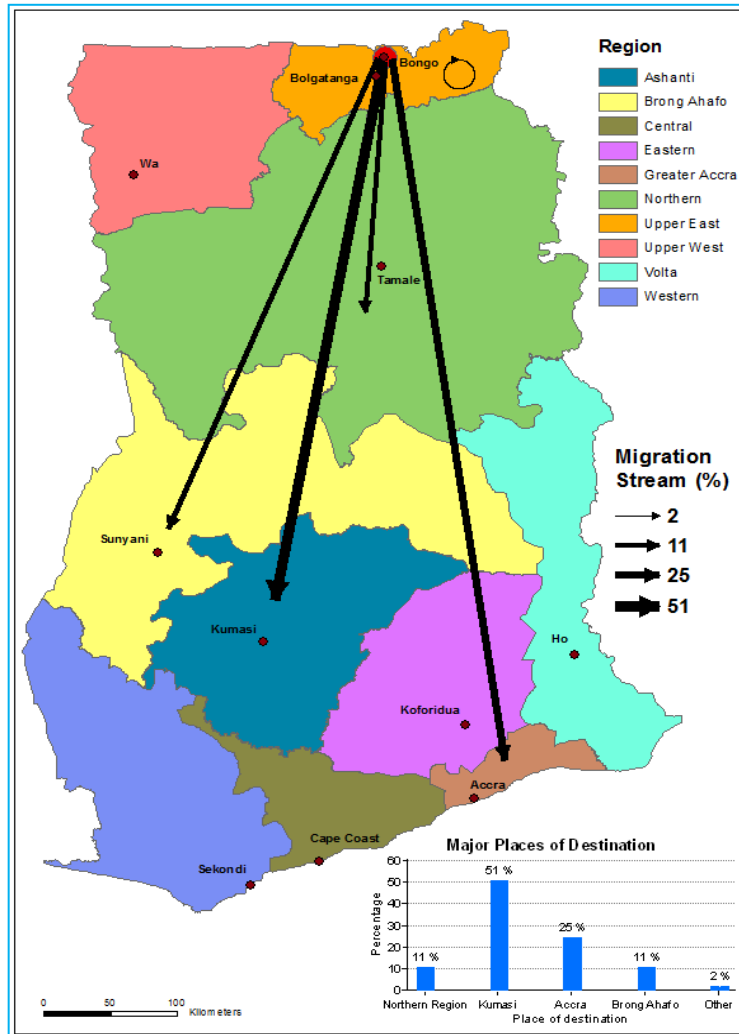 Region
Ashanti
Brong Ahafo
Central
Eastern
Greater Accra
Northern
Upper East
Upper West
Volta
Western
Bongo
Bolgatanga
Wa
Tamale
Migration
Stream (%)
2
11
25
51
Sunyani
Kumasi
Ho
Koforidua
Accra
Cape Coast
Sekondi
Major Places of Destination
Percentage
60
50
40
30
20
10
0
11 %
51 %
25 %
11 %
2 %
Northern Region
Kumasi
Accra
Brong Ahafo
Other
Place of destination
0 50 100
Kilometers